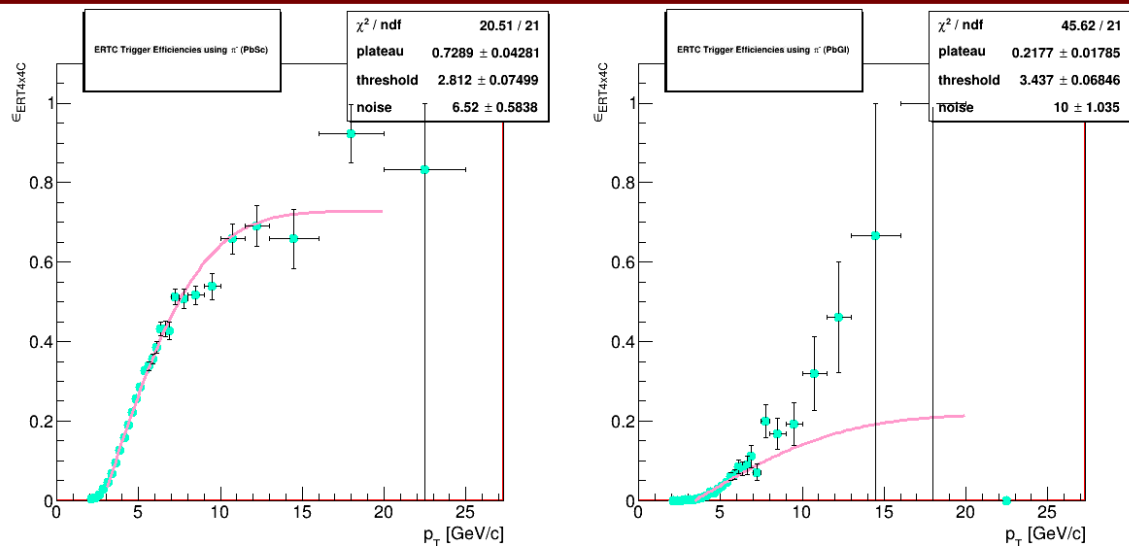 ERTC Trigger Efficiencies using π⁻ (PbSc)
χ² / ndf 20.51 / 21
plateau 0.7289 ± 0.04281
threshold 2.812 ± 0.07499
noise 6.52 ± 0.5838
ϵERT4x4C
1
0.8
0.6
0.4
0.2
0
0 5 10 15 20 25
p_T [GeV/c]
ERTC Trigger Efficiencies using π⁻ (PbGl)
χ² / ndf 45.62 / 21
plateau 0.2177 ± 0.01785
threshold 3.437 ± 0.06846
noise 10 ± 1.035
ϵERT4x4C
1
0.8
0.6
0.4
0.2
0
0 5 10 15 20 25
p_T [GeV/c]